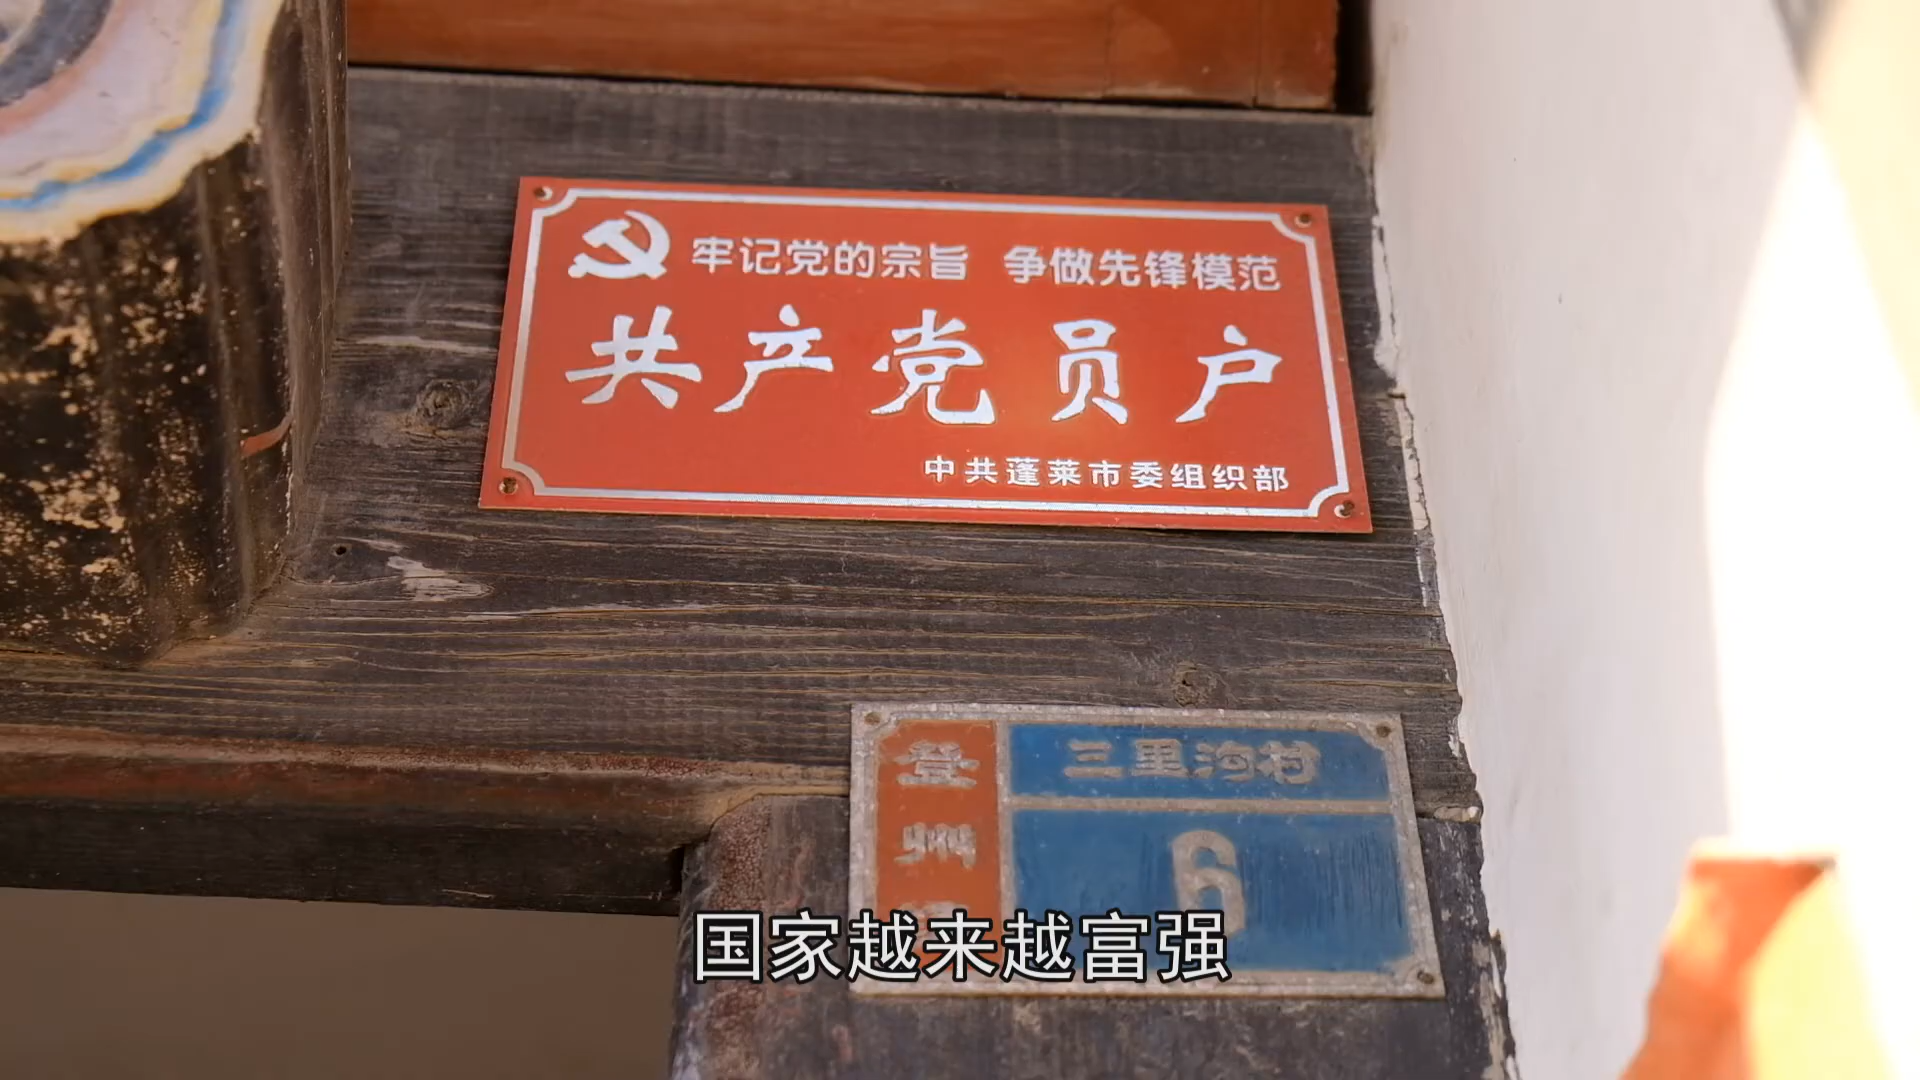 牢记党的宗旨 争做先锋模范
共产党员户
中共蓬莱市委组织部
登州
三里沟村
6
国家越来越富强